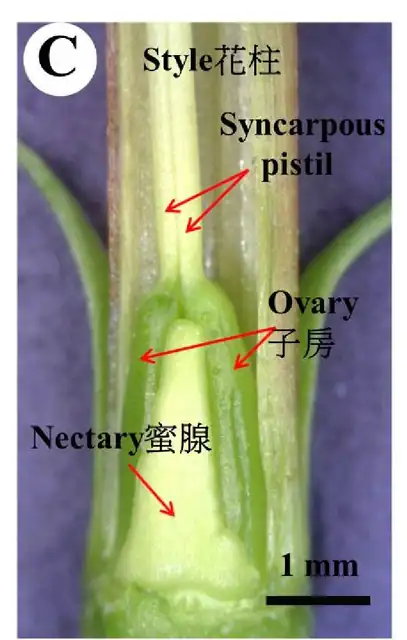 C
Style花柱
Syncarpous
pistil
Ovary
子房
Nectary蜜腺
1 mm